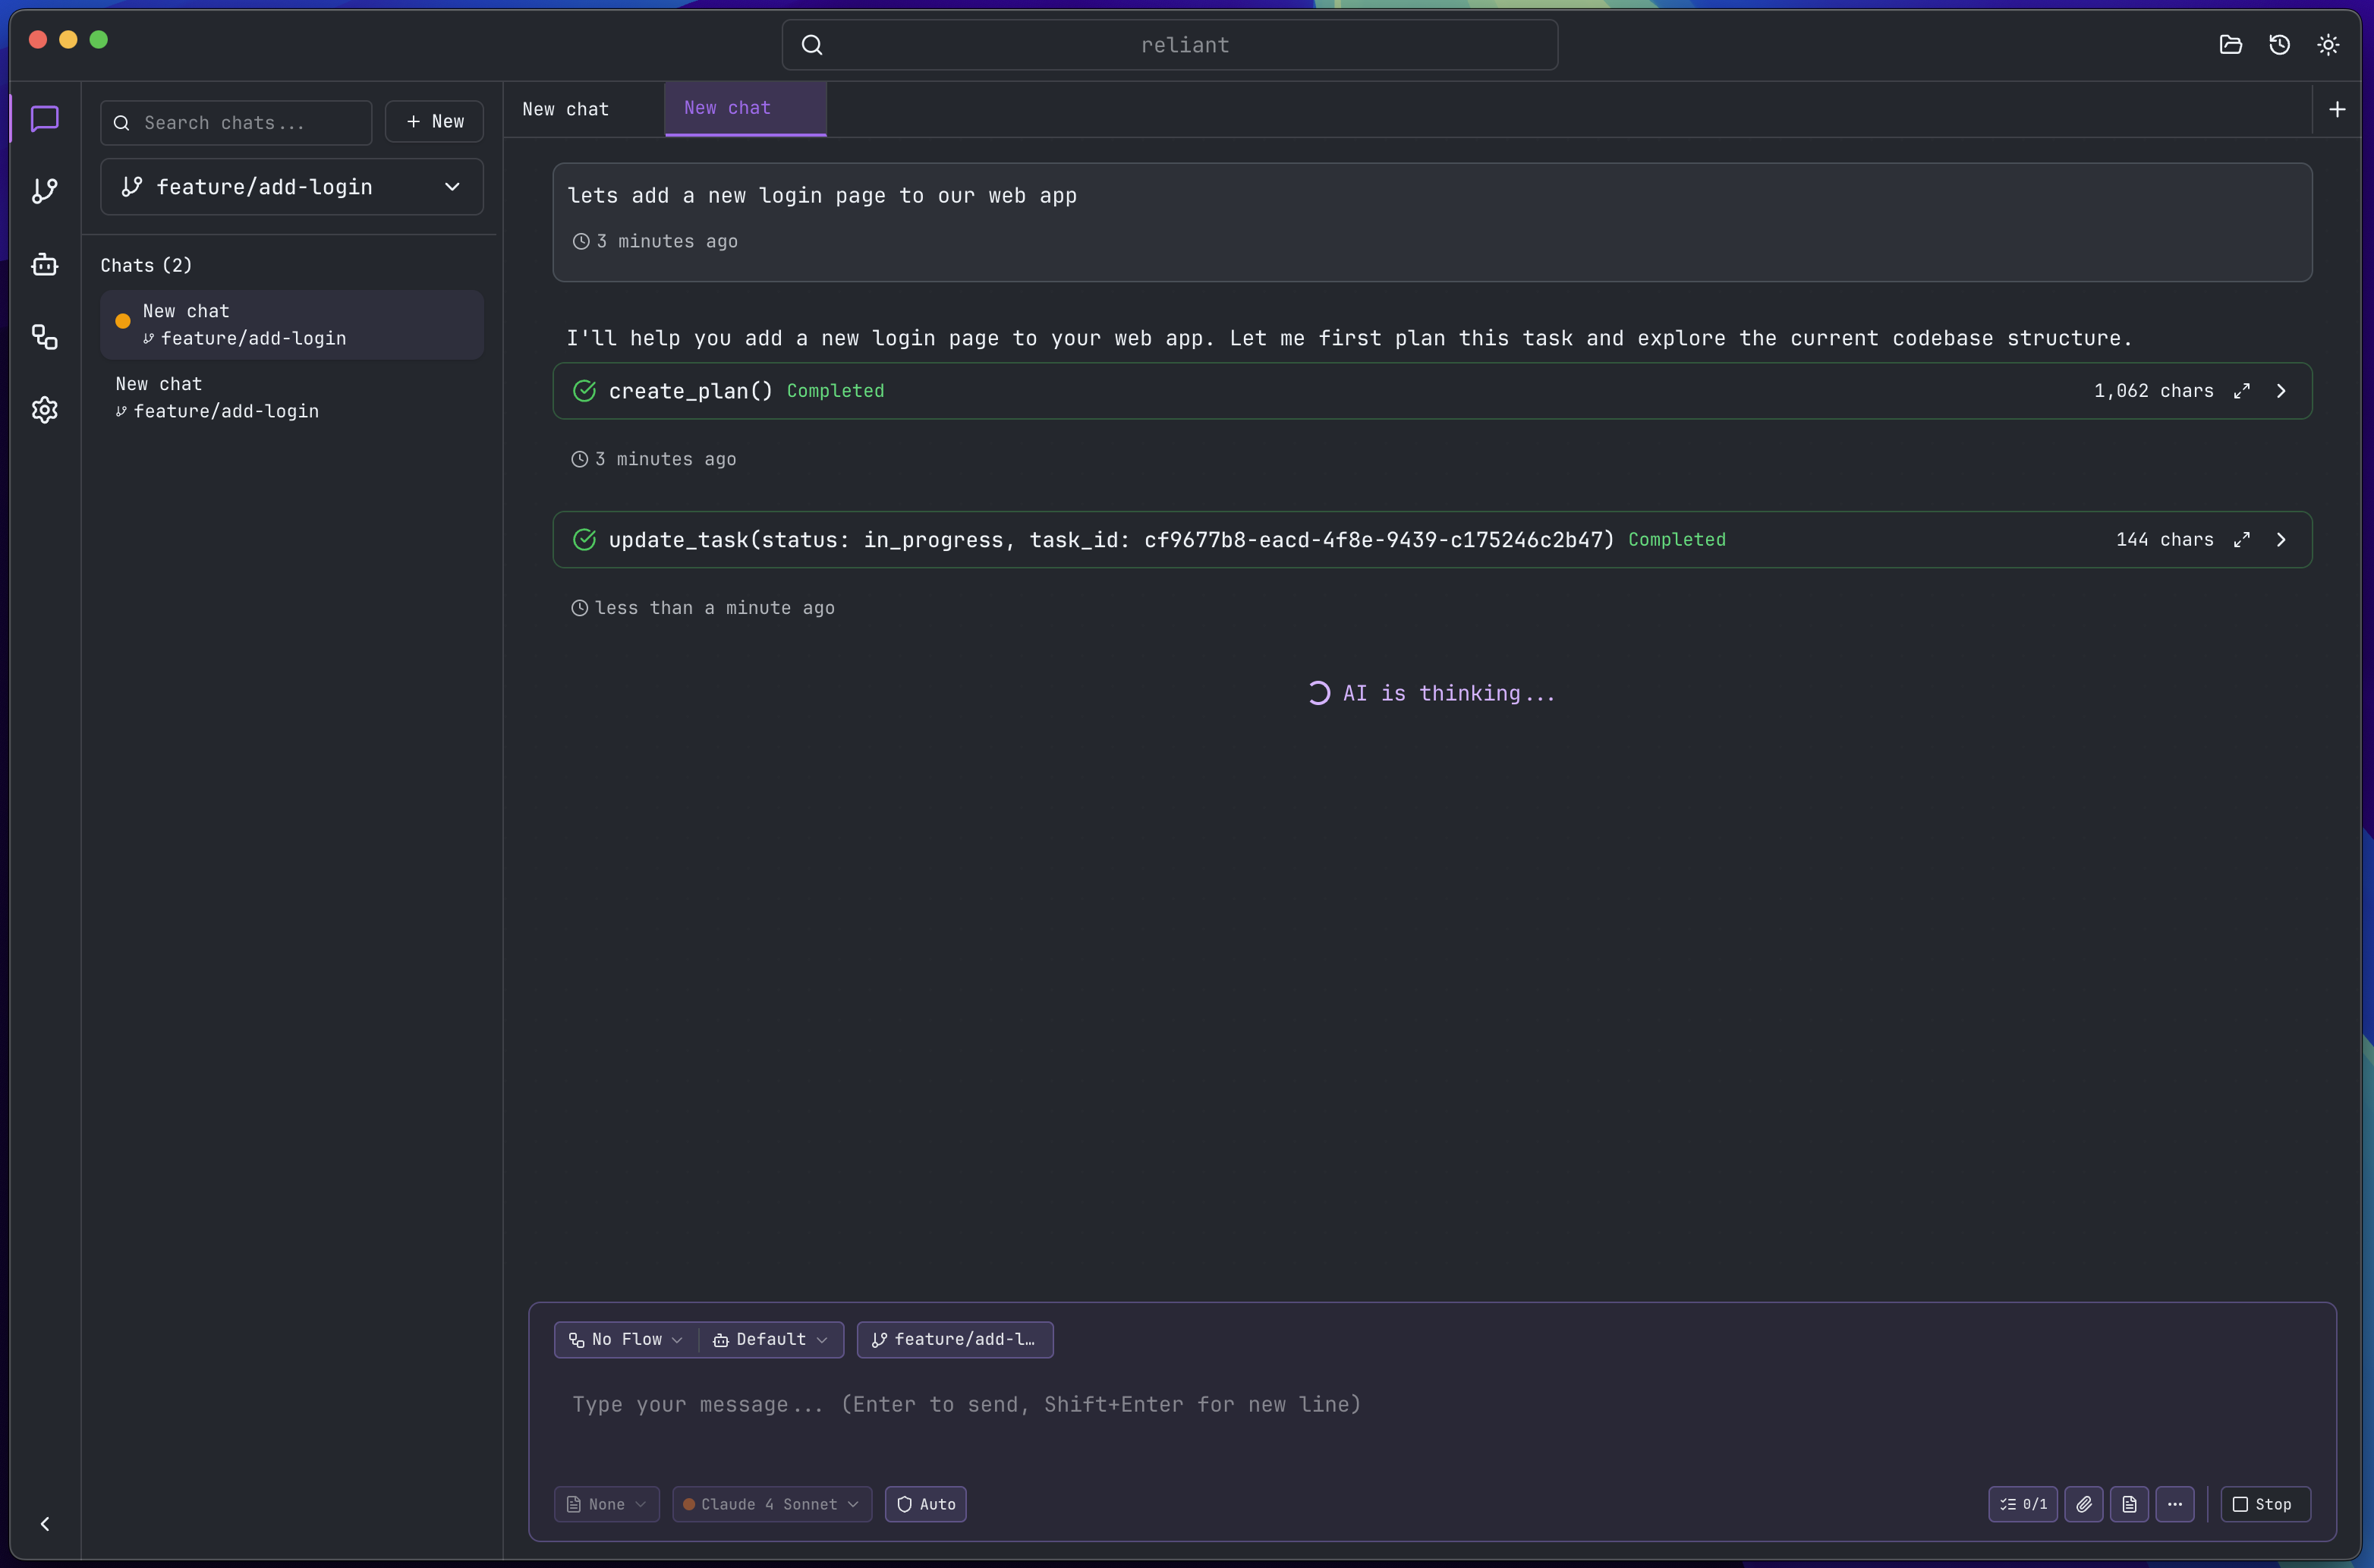 reliant
Search chats...
+ New
feature/add-login
Chats (2)
New chat
feature/add-login
New chat
feature/add-login
New chat
New chat
lets add a new login page to our web app
3 minutes ago
I'll help you add a new login page to your web app. Let me first plan this task and explore the current codebase structure.
create_plan() Completed 1,062 chars
3 minutes ago
update_task(status: in_progress, task_id: cf9677b8-eacd-4f8e-9439-c175246c2b47) Completed 144 chars
less than a minute ago
AI is thinking...
No Flow Default feature/add-l…
Type your message... (Enter to send, Shift+Enter for new line)
None Claude 4 Sonnet Auto 0/1 Stop